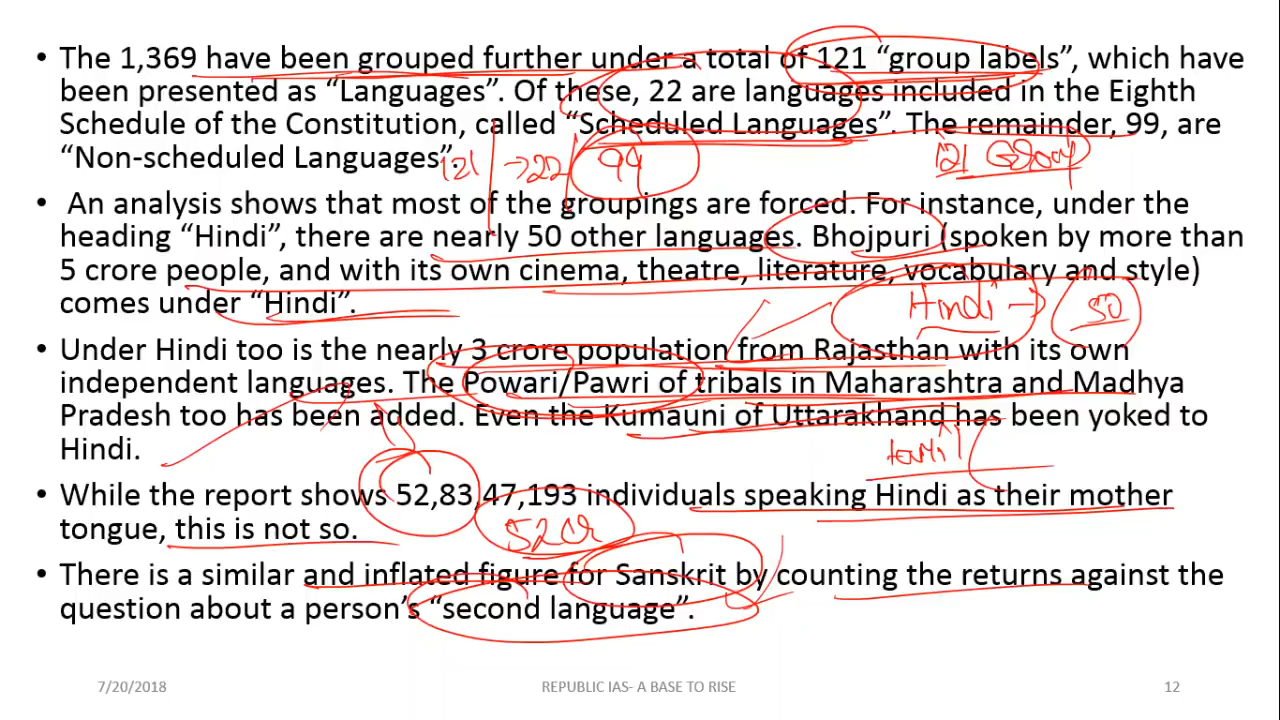 • The 1,369 have been grouped further under a total of 121 “group labels”, which have
been presented as “Languages”. Of these, 22 are languages included in the Eighth
Schedule of the Constitution, called “Scheduled Languages”. The remainder, 99, are
“Non-scheduled Languages”.
121 → 22 99
121 Group
• An analysis shows that most of the groupings are forced. For instance, under the
heading “Hindi”, there are nearly 50 other languages. Bhojpuri (spoken by more than
5 crore people, and with its own cinema, theatre, literature, vocabulary and style)
comes under “Hindi”.
Hindi → 50
• Under Hindi too is the nearly 3 crore population from Rajasthan with its own
independent languages. The Powari/Pawri of tribals in Maharashtra and Madhya
Pradesh too has been added. Even the Kumauni of Uttarakhand has been yoked to
Hindi.
tamil
• While the report shows 52,83,47,193 individuals speaking Hindi as their mother
tongue, this is not so.
52 Cr
• There is a similar and inflated figure for Sanskrit by counting the returns against the
question about a person’s “second language”.
7/20/2018 REPUBLIC IAS- A BASE TO RISE 12